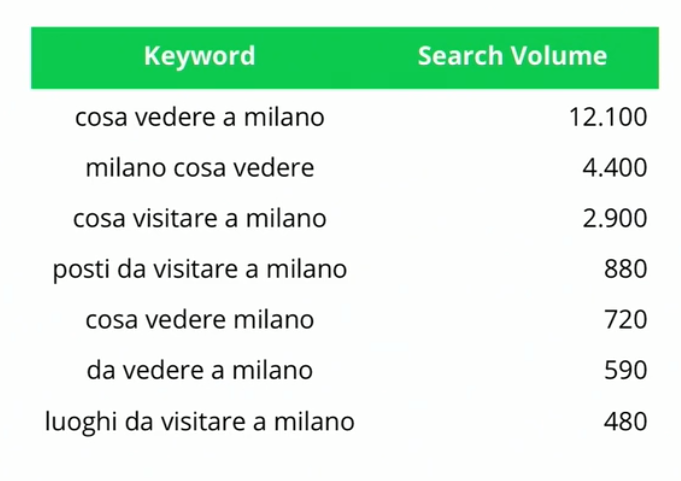 Keyword Search Volume
cosa vedere a milano 12.100
milano cosa vedere 4.400
cosa visitare a milano 2.900
posti da visitare a milano 880
cosa vedere milano 720
da vedere a milano 590
luoghi da visitare a milano 480